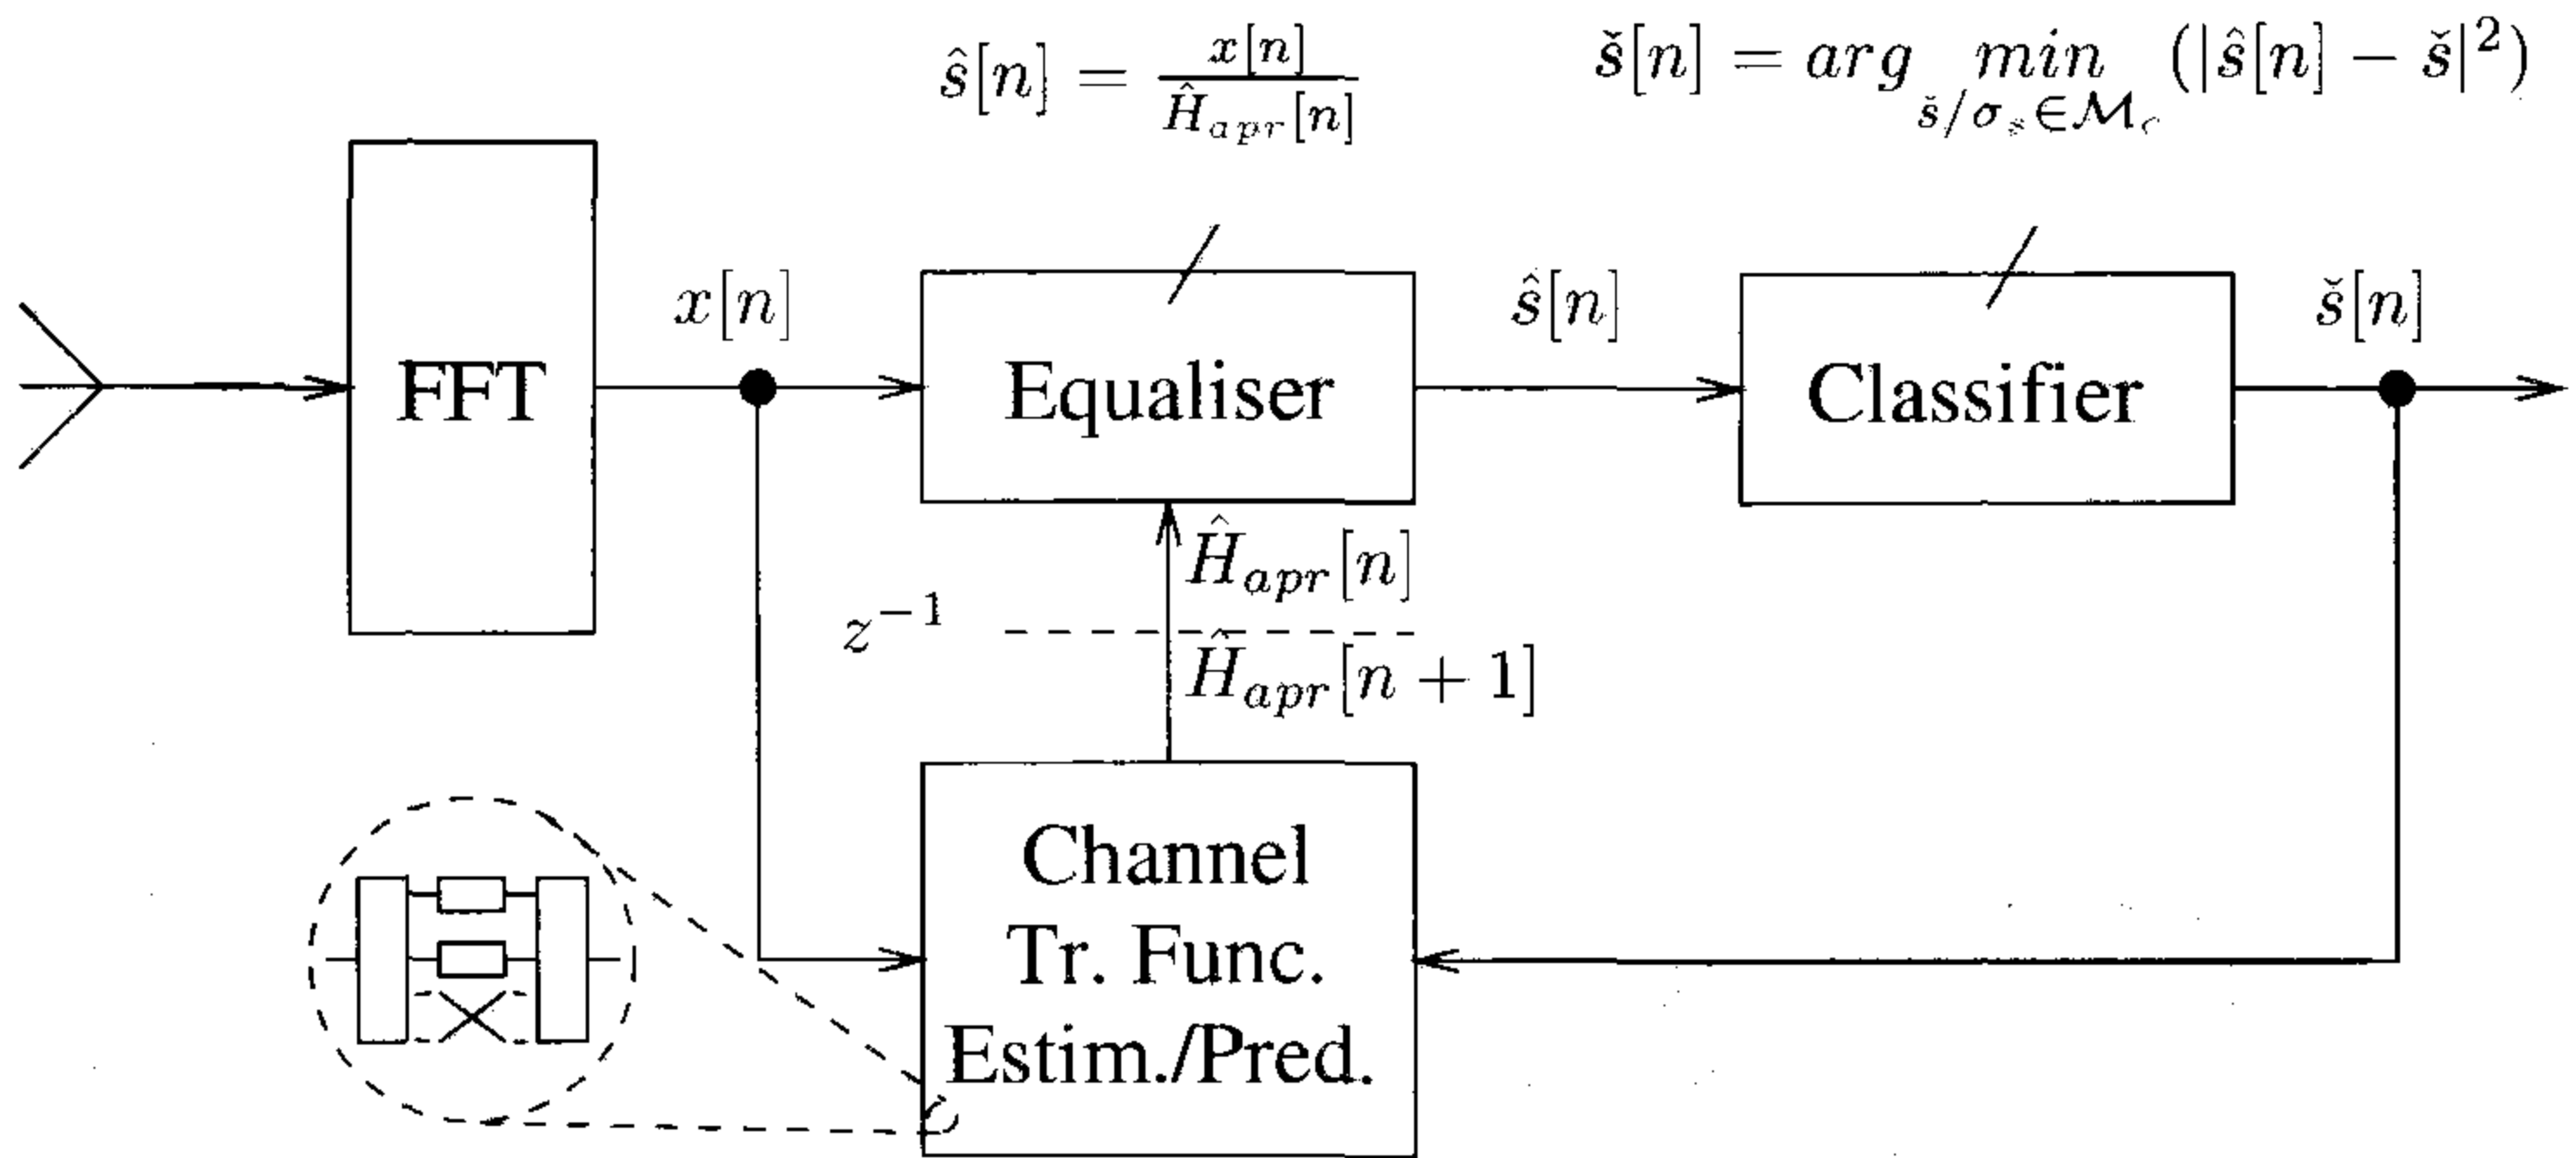 ŝ[n] = x[n] / Ĥ_apr[n]
š[n] = arg min_{š/σ_s ∈ M_c} (|ŝ[n] − š|²)
x[n]
ŝ[n]
š[n]
FFT
Equaliser
Classifier
Ĥ_apr[n]
z⁻¹
Ĥ_apr[n + 1]
Channel
Tr. Func.
Estim./Pred.